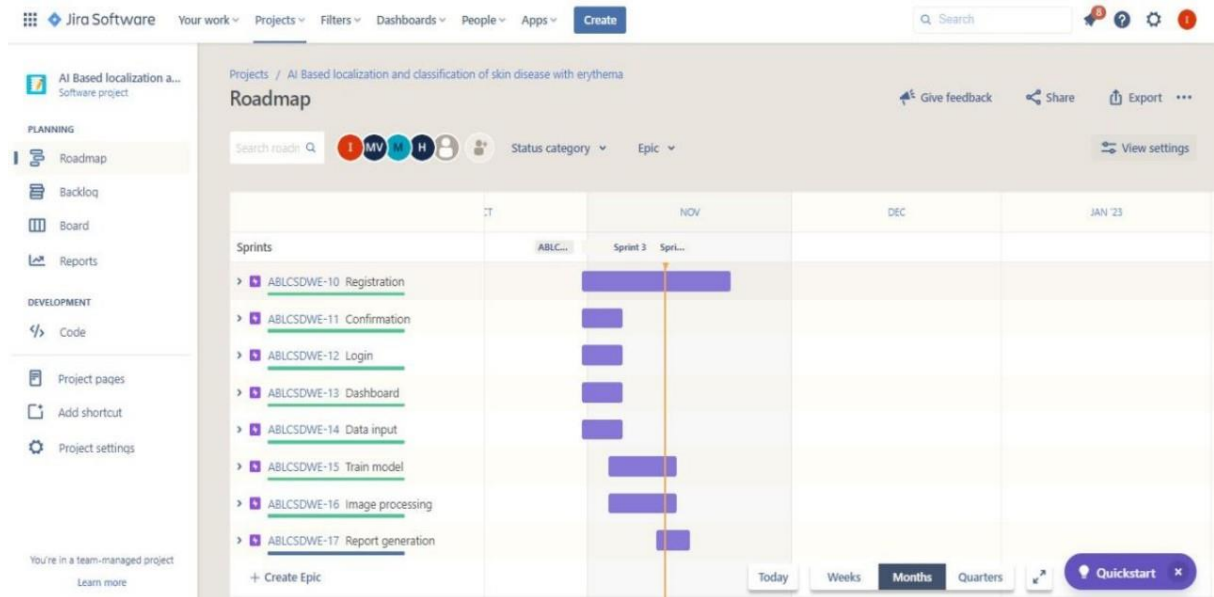 Jira Software Your work Projects Filters Dashboards People Apps Create Search 8 ? I
AI Based localization a...
Software project
PLANNING
Roadmap
Backlog
Board
Reports
DEVELOPMENT
Code
Project pages
Add shortcut
Project settings
You're in a team-managed project
Learn more
Projects / AI Based localization and classification of skin disease with erythema
Roadmap
Give feedback Share Export
Search roadn I MV M H Status category Epic View settings
CT NOV DEC JAN '23
Sprints ABLC... Sprint 3 Spri...
ABLCSDWE-10 Registration
ABLCSDWE-11 Confirmation
ABLCSDWE-12 Login
ABLCSDWE-13 Dashboard
ABLCSDWE-14 Data input
ABLCSDWE-15 Train model
ABLCSDWE-16 Image processing
ABLCSDWE-17 Report generation
+ Create Epic
Today Weeks Months Quarters Quickstart ×